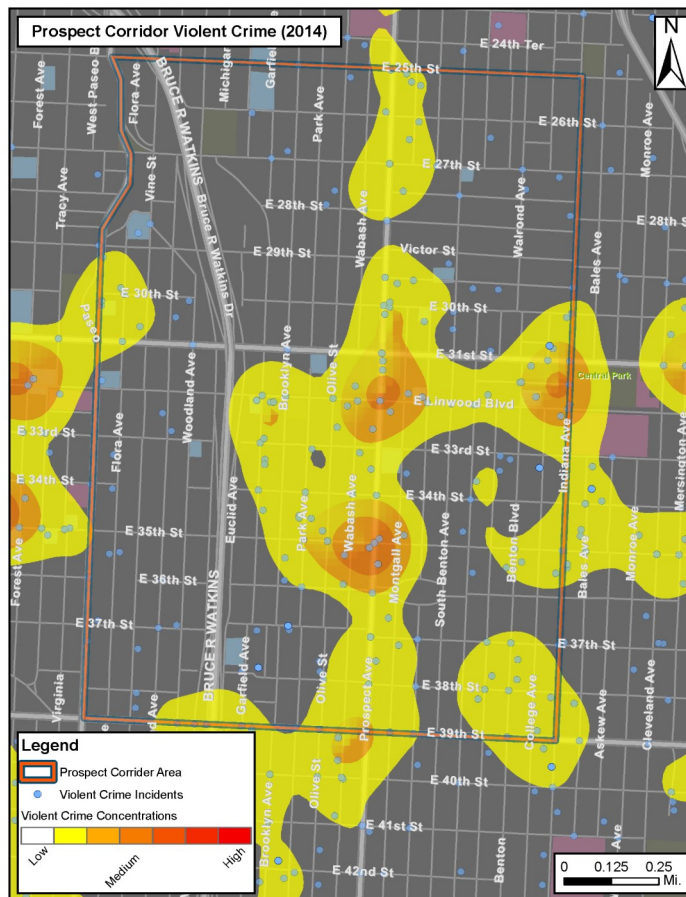 Prospect Corridor Violent Crime (2014)
N
E 24th Ter
E 25th St
Forest Ave
West Paseo B
Flora Ave
BRUCE R WATKINS
Michigan
Garfield Ave
Park Ave
E 26th St
Monroe Ave
E 27th St
Tracy Ave
Vine St
Bruce R Watkins Dr
E 28th St
Wabash Ave
Walrond Ave
E 28th St
E 29th St
Victor St
Bales Ave
Paseo
E 30th St
E 30th St
E 31st St
Woodland Ave
Brooklyn Ave
Olive St
Central Park
E Linwood Blvd
E 33rd St
Flora Ave
E 33rd St
Indiana Ave
Mersington Ave
E 34th St
Euclid Ave
Park Ave
Wabash Ave
E 34th St
E 35th St
Montgall Ave
South Benton Ave
Benton Blvd
Bales Ave
Monroe Ave
Forest Ave
E 36th St
BRUCE R WATKINS
E 37th St
E 37th St
Virginia
d Ave
Garfield Ave
Olive St
Prospect Ave
E 38th St
College Ave
Askew Ave
Cleveland Ave
E 39th St
Legend
Prospect Corrider Area
Violent Crime Incidents
Violent Crime Concentrations
Low
Medium
High
Brooklyn Ave
Olive St
E 40th St
E 41st St
E 42nd St
Benton
Ave
0 0.125 0.25
Mi.